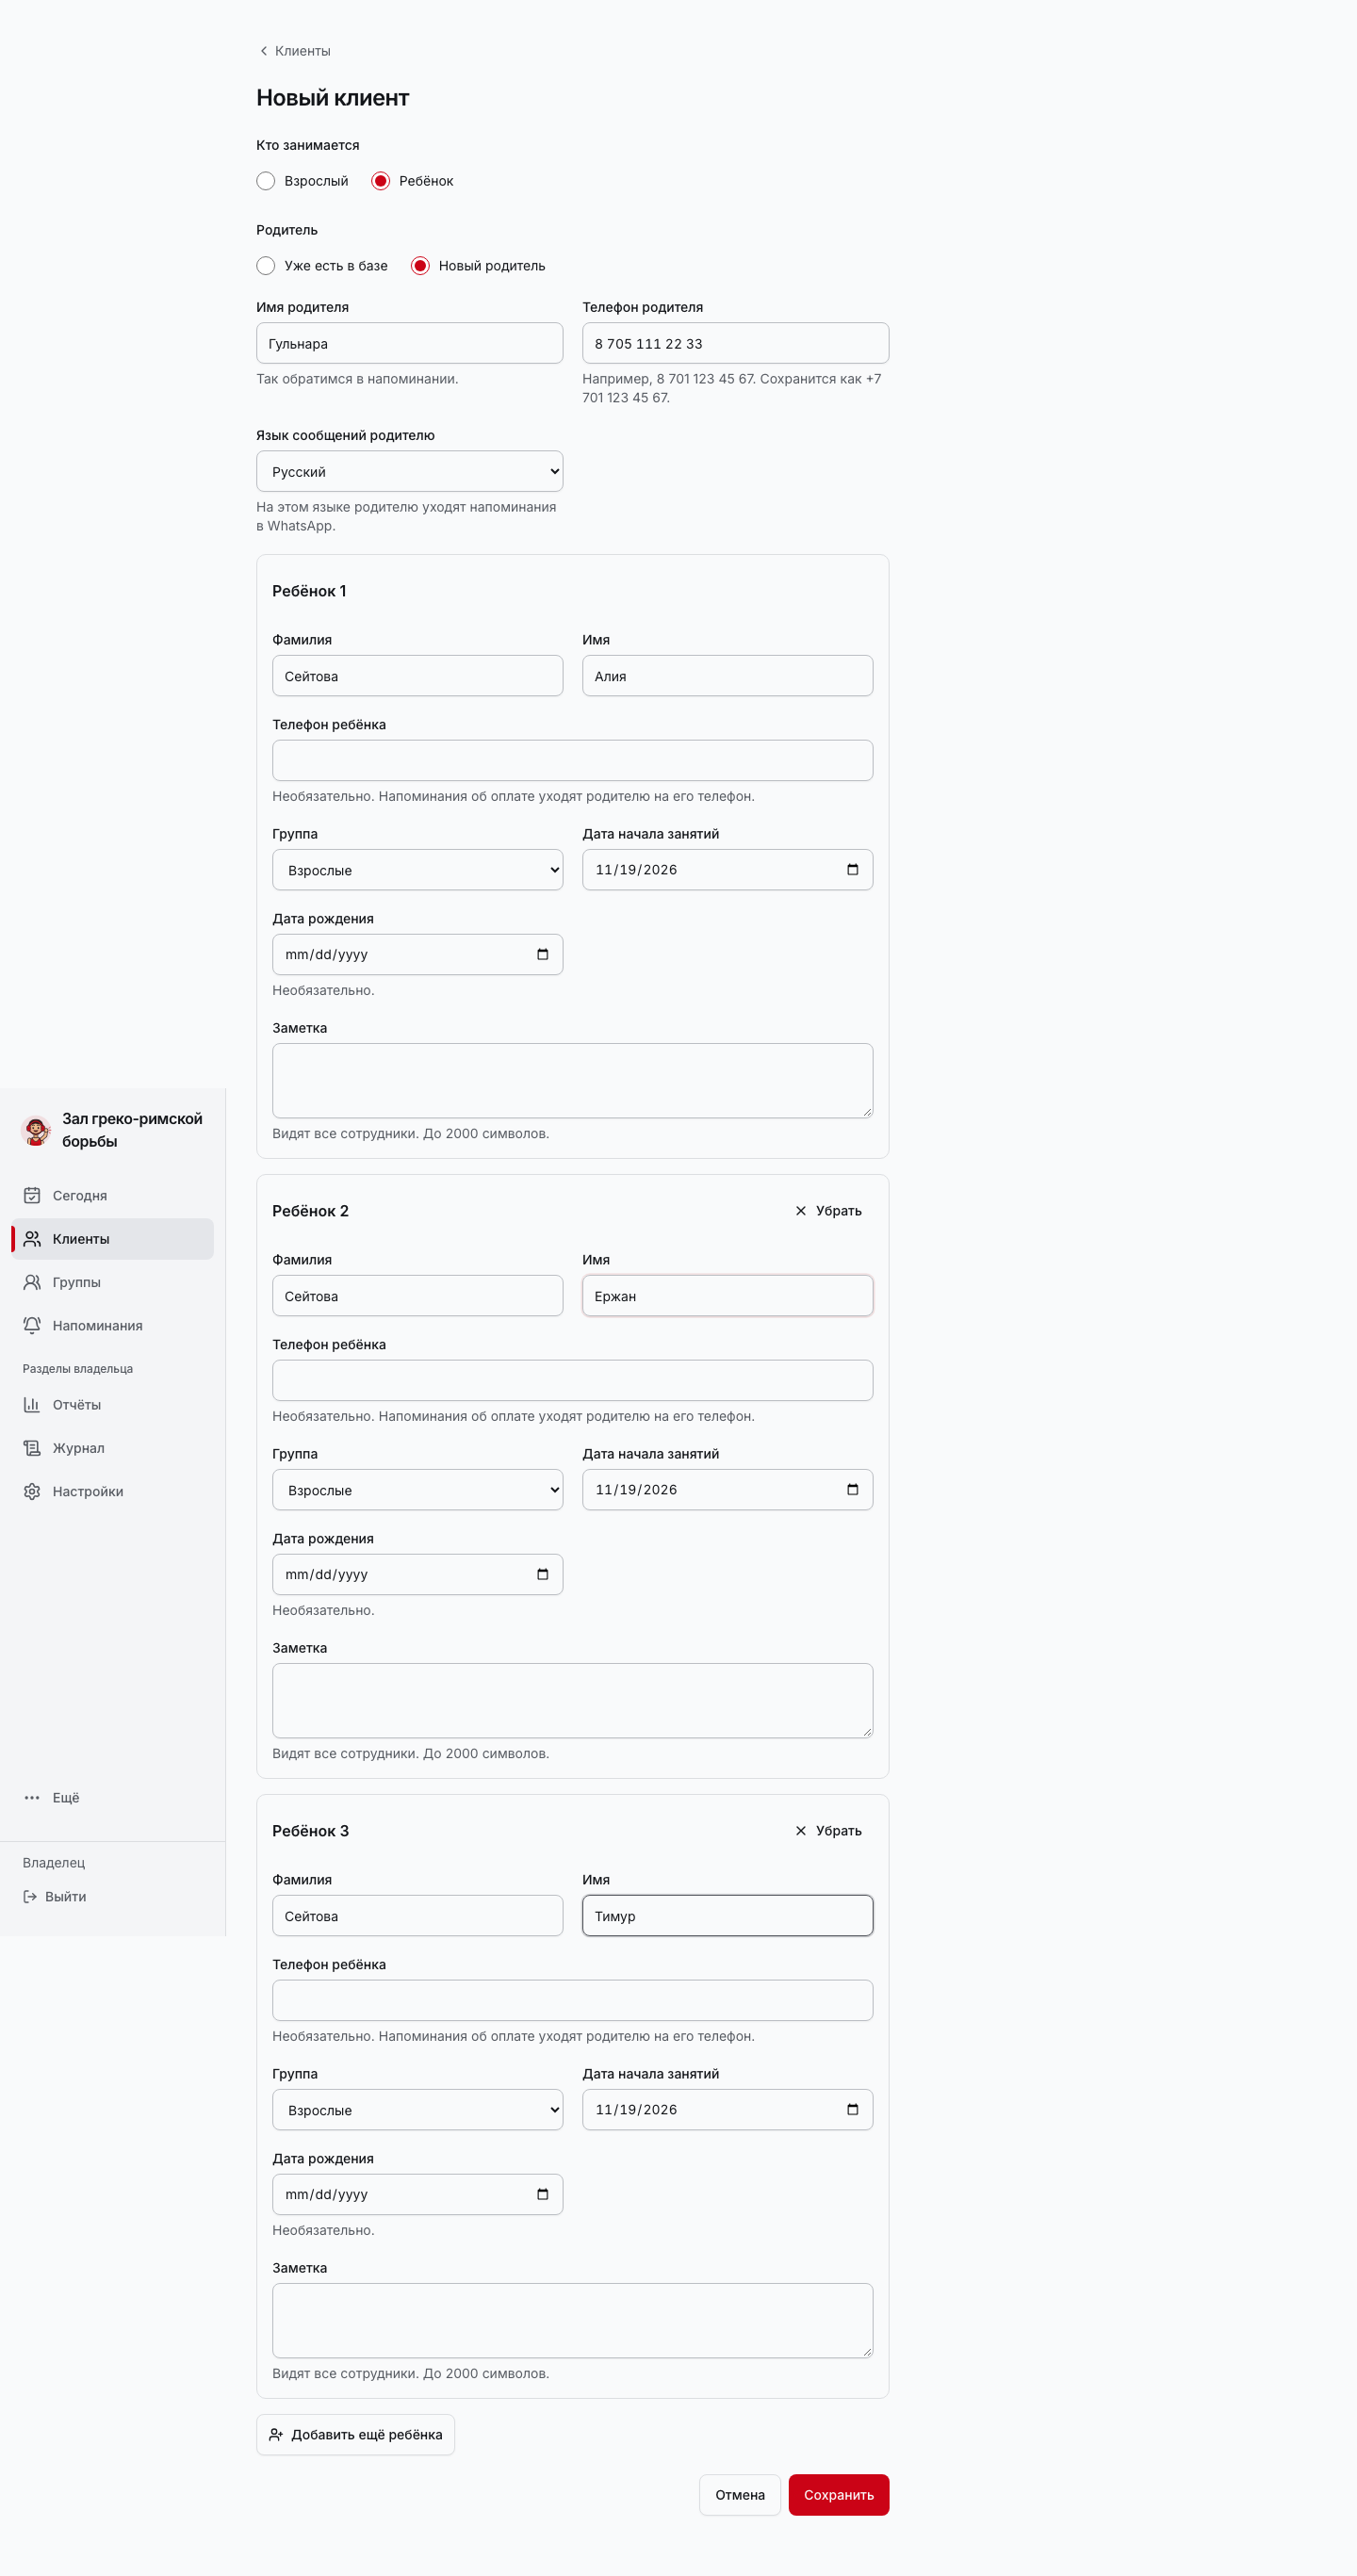 Клиенты
Новый клиент
Кто занимается
Взрослый
Ребёнок
Родитель
Уже есть в базе
Новый родитель
Имя родителя
Телефон родителя
Гульнара
8 705 111 22 33
Так обратимся в напоминании.
Например, 8 701 123 45 67. Сохранится как +7
701 123 45 67.
Язык сообщений родителю
Русский
На этом языке родителю уходят напоминания
в WhatsApp.
Ребёнок 1
Фамилия
Имя
Сейтова
Алия
Телефон ребёнка
Необязательно. Напоминания об оплате уходят родителю на его телефон.
Группа
Дата начала занятий
Взрослые
11/19/2026
Дата рождения
mm/dd/yyyy
Необязательно.
Заметка
Видят все сотрудники. До 2000 символов.
Зал греко-римской
борьбы
Сегодня
Клиенты
Группы
Напоминания
Разделы владельца
Отчёты
Журнал
Настройки
Ещё
Владелец
Выйти
Ребёнок 2
Убрать
Фамилия
Имя
Сейтова
Ержан
Телефон ребёнка
Необязательно. Напоминания об оплате уходят родителю на его телефон.
Группа
Дата начала занятий
Взрослые
11/19/2026
Дата рождения
mm/dd/yyyy
Необязательно.
Заметка
Видят все сотрудники. До 2000 символов.
Ребёнок 3
Убрать
Фамилия
Имя
Сейтова
Тимур
Телефон ребёнка
Необязательно. Напоминания об оплате уходят родителю на его телефон.
Группа
Дата начала занятий
Взрослые
11/19/2026
Дата рождения
mm/dd/yyyy
Необязательно.
Заметка
Видят все сотрудники. До 2000 символов.
Добавить ещё ребёнка
Отмена
Сохранить